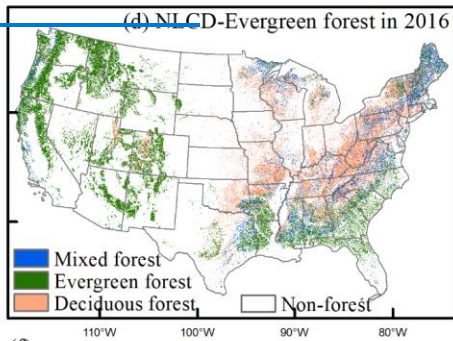 (d) NLCD-Evergreen forest in 2016
Mixed forest
Evergreen forest
Deciduous forest
Non-forest
110°W 100°W 90°W 80°W